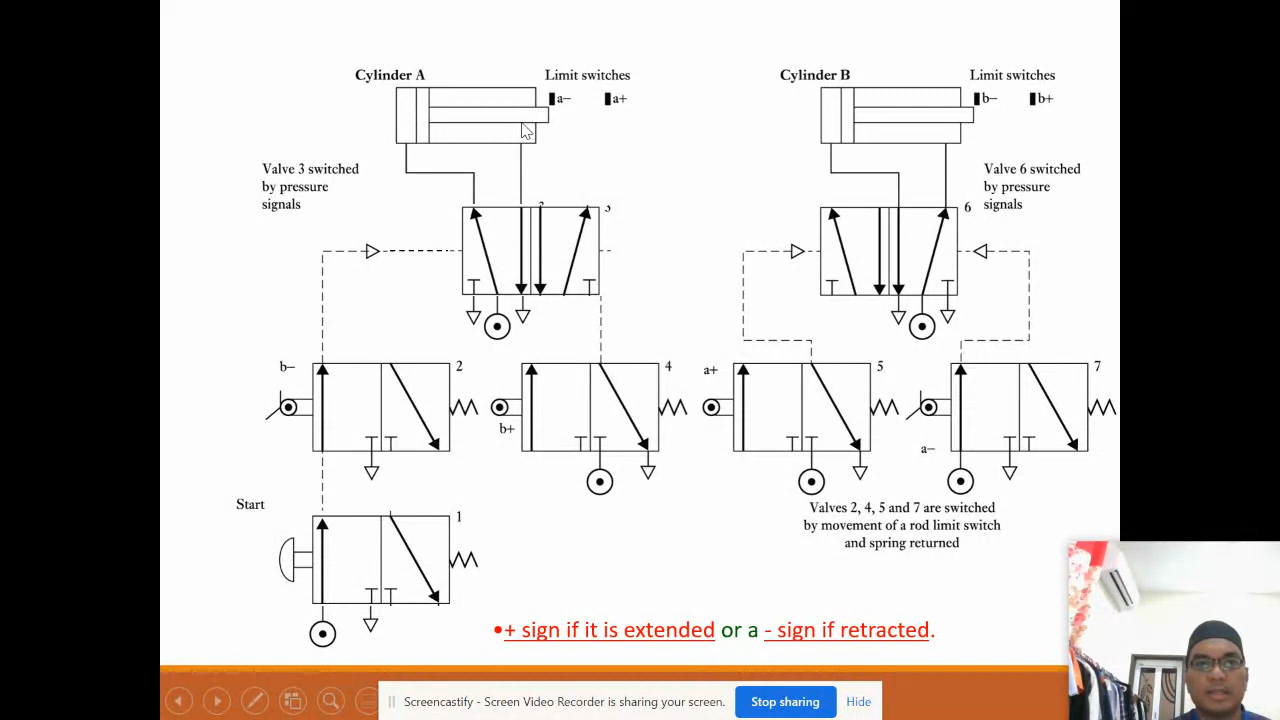 Cylinder A
Limit switches
a–
a+
Cylinder B
Limit switches
b–
b+
Valve 3 switched
by pressure
signals
Valve 6 switched
by pressure
signals
6
b–
2
4
b+
a+
5
7
a–
Start
1
Valves 2, 4, 5 and 7 are switched
by movement of a rod limit switch
and spring returned
•+ sign if it is extended or a - sign if retracted.
Screencastify - Screen Video Recorder is sharing your screen.
Stop sharing
Hide